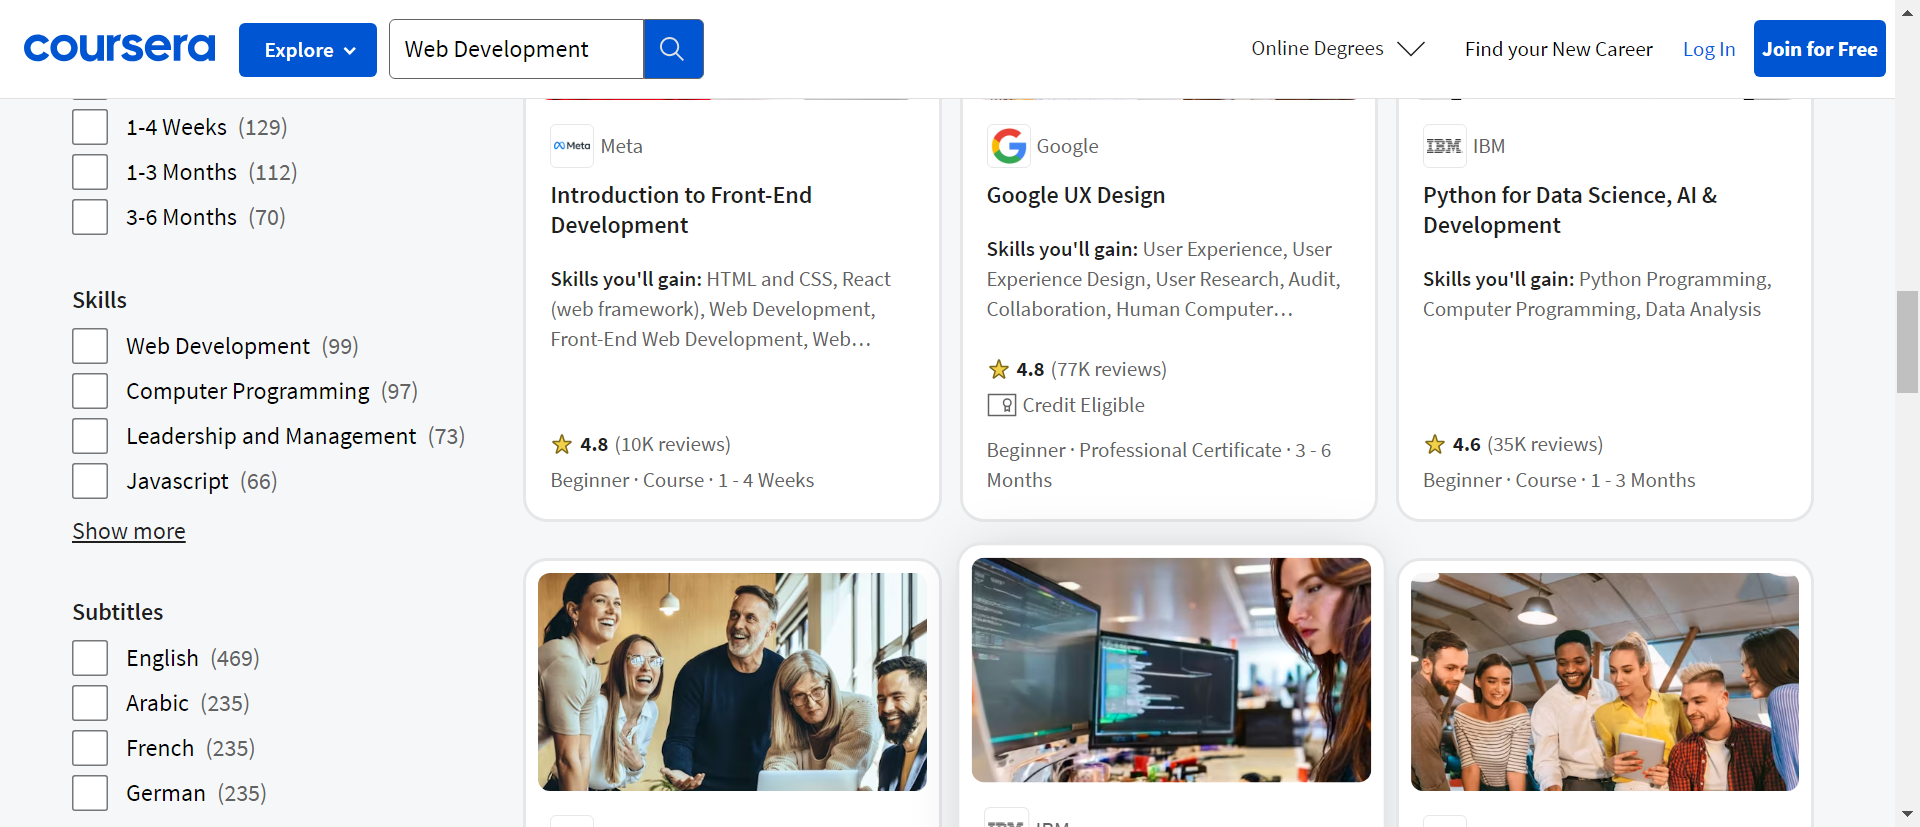 coursera
Explore
Web Development
Online Degrees
Find your New Career
Log In
Join for Free
1-4 Weeks (129)
1-3 Months (112)
3-6 Months (70)
Skills
Web Development (99)
Computer Programming (97)
Leadership and Management (73)
Javascript (66)
Show more
Subtitles
English (469)
Arabic (235)
French (235)
German (235)
Meta
Meta
Introduction to Front-End
Development
Skills you'll gain: HTML and CSS, React
(web framework), Web Development,
Front-End Web Development, Web...
4.8 (10K reviews)
Beginner · Course · 1 - 4 Weeks
Google
Google UX Design
Skills you'll gain: User Experience, User
Experience Design, User Research, Audit,
Collaboration, Human Computer...
4.8 (77K reviews)
Credit Eligible
Beginner · Professional Certificate · 3 - 6
Months
IBM
IBM
Python for Data Science, AI &
Development
Skills you'll gain: Python Programming,
Computer Programming, Data Analysis
4.6 (35K reviews)
Beginner · Course · 1 - 3 Months
IBM
IBM